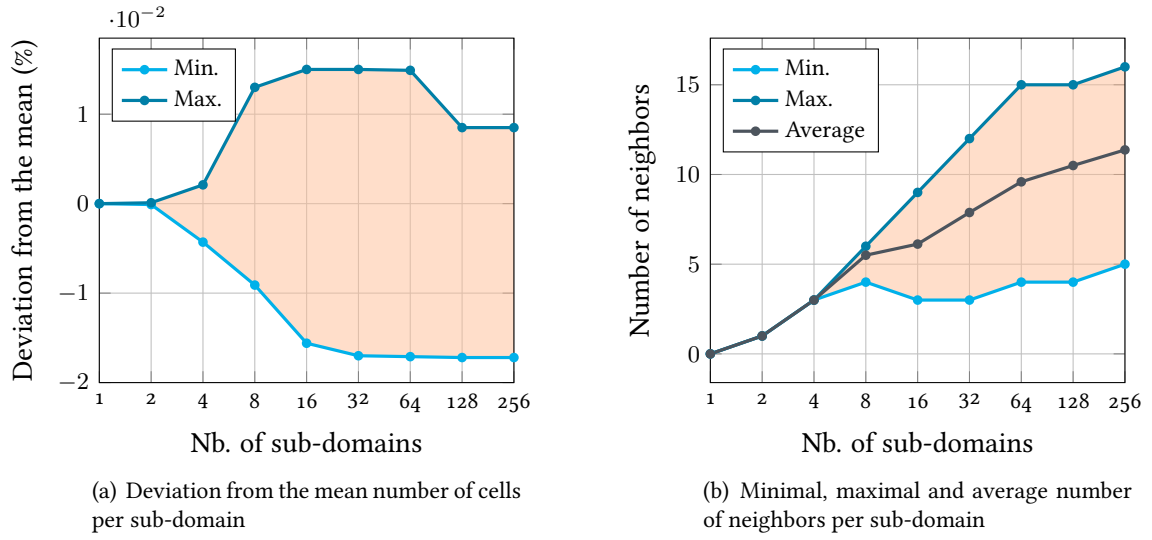 ·10⁻²
Deviation from the mean (%)
1
0
−1
−2
Min.
Max.
1 2 4 8 16 32 64 128 256
Nb. of sub-domains
(a) Deviation from the mean number of cells
per sub-domain
Number of neighbors
15
10
5
0
Min.
Max.
Average
1 2 4 8 16 32 64 128 256
Nb. of sub-domains
(b) Minimal, maximal and average number
of neighbors per sub-domain